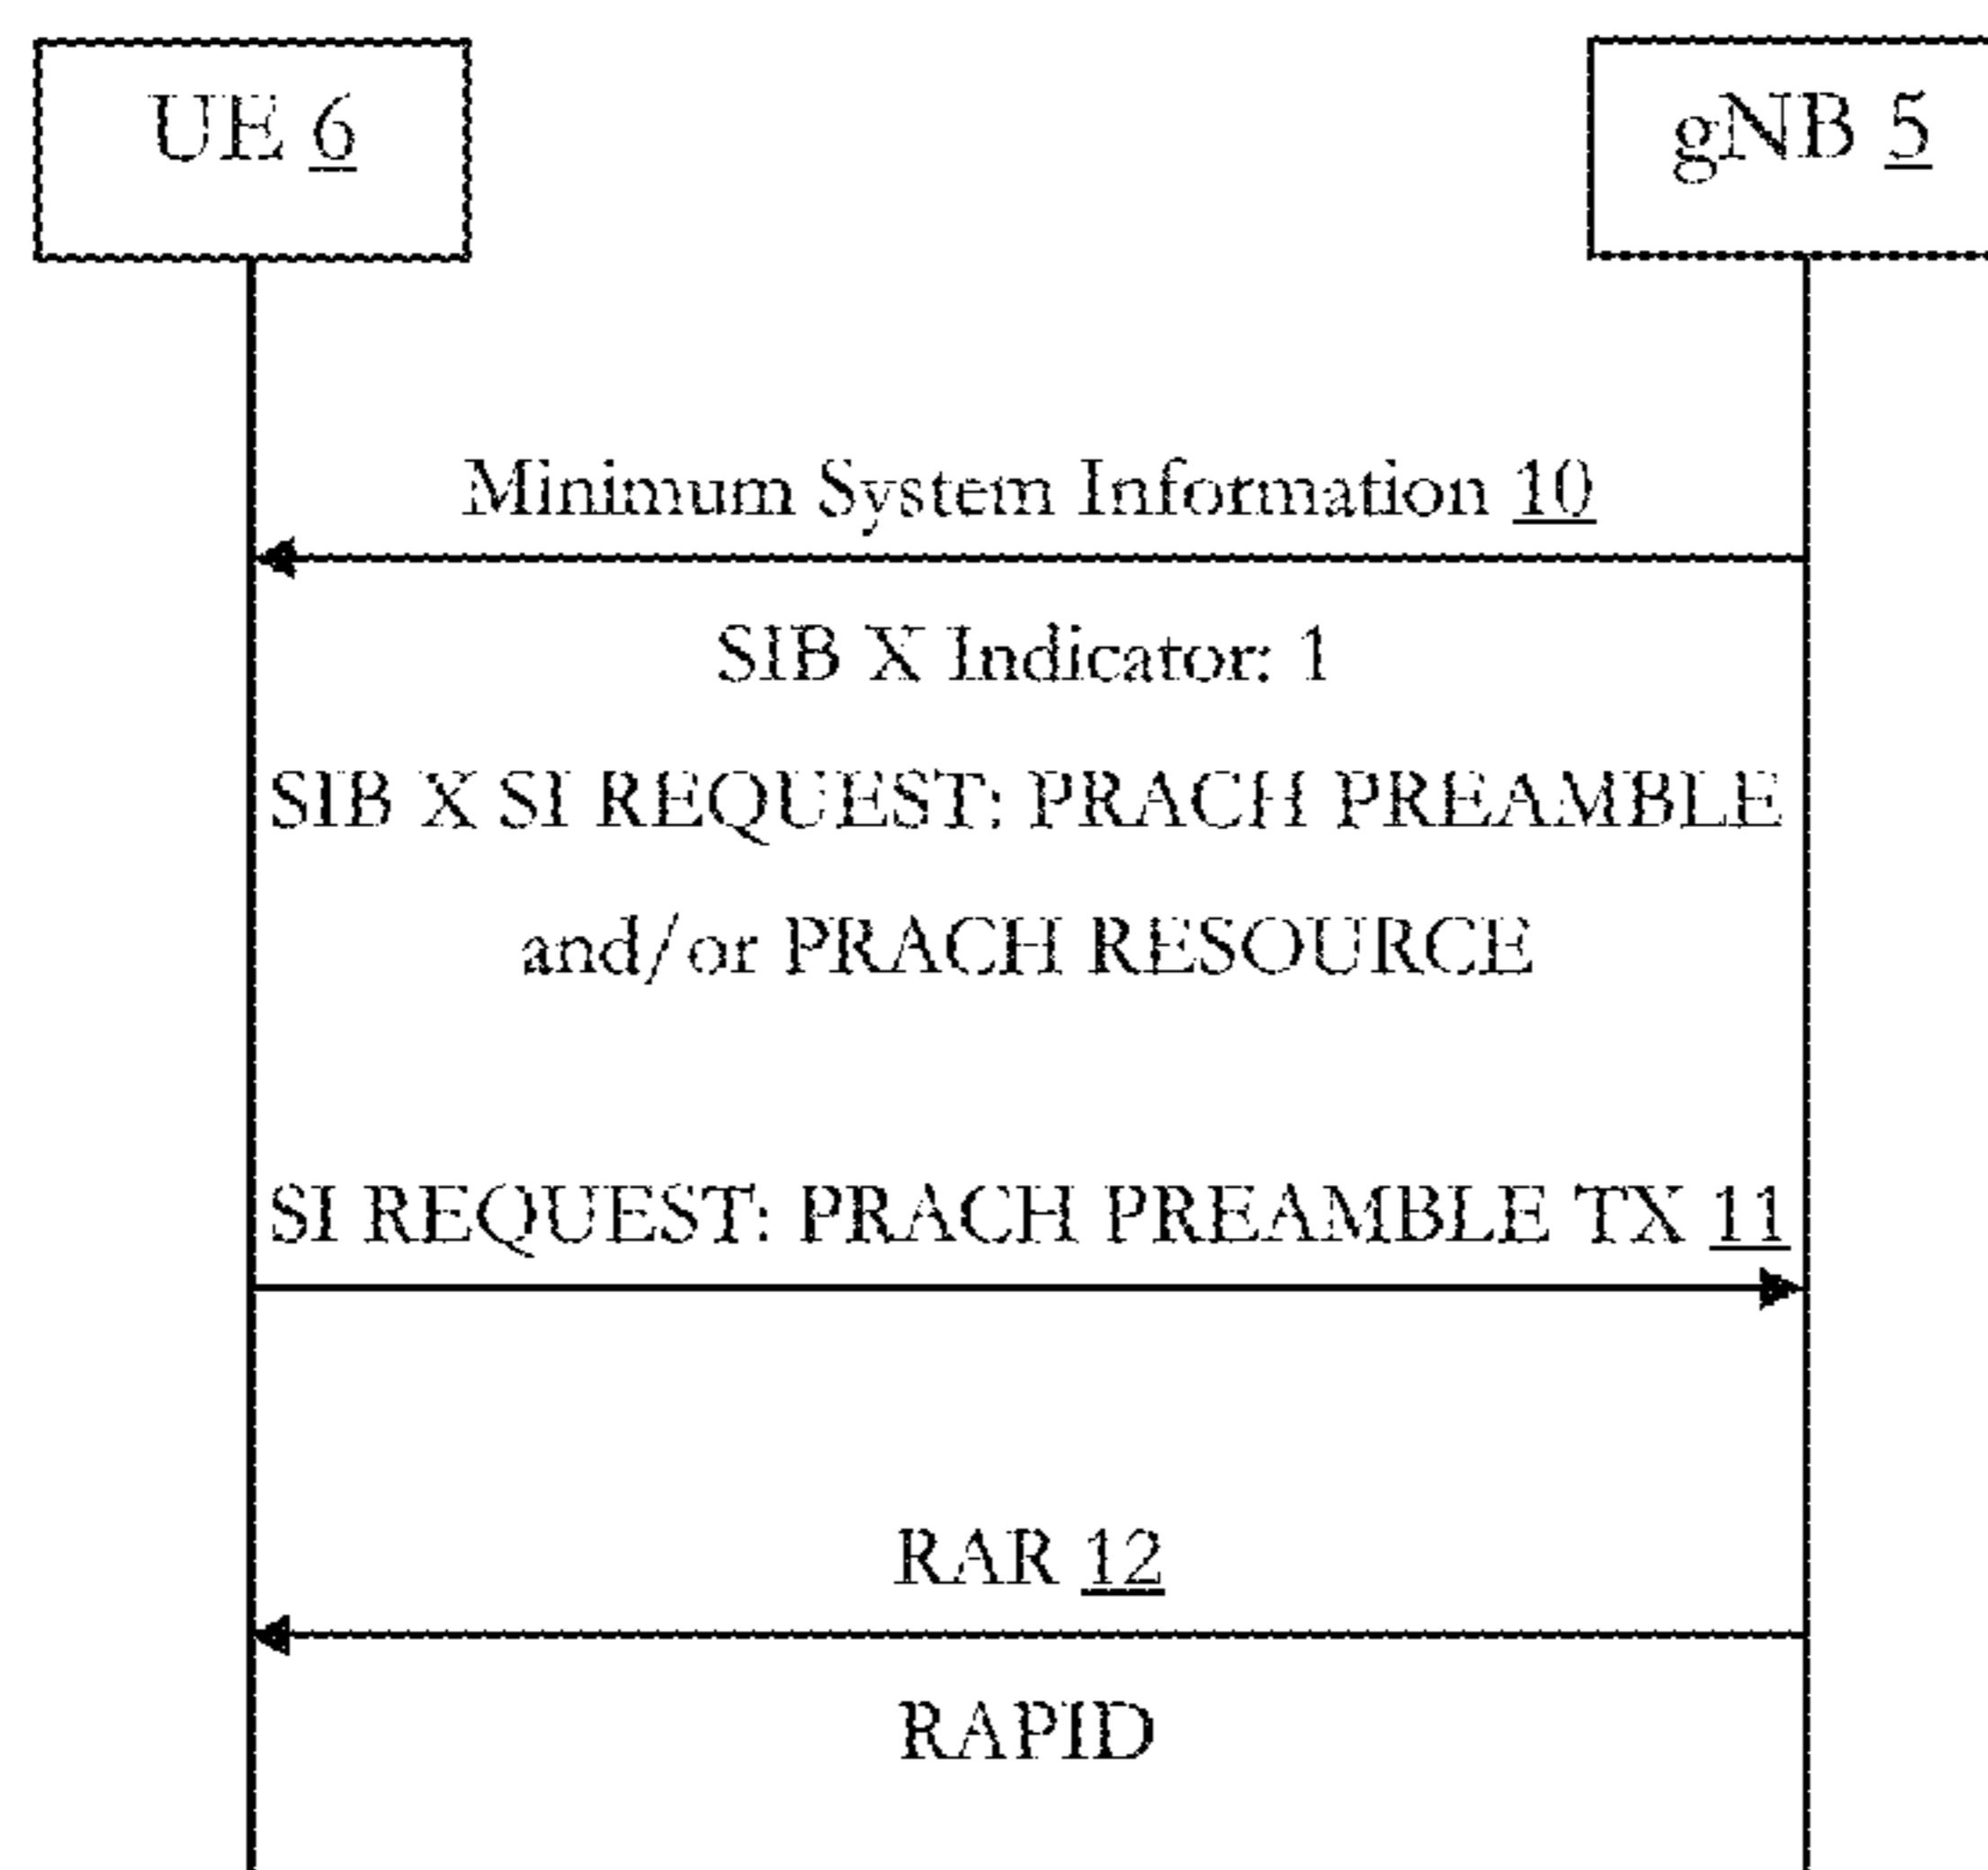 UE 6
gNB 5
Minimum System Information 10
SIB X Indicator: 1
SIB X SI REQUEST: PRACH PREAMBLE
and/or PRACH RESOURCE
SI REQUEST: PRACH PREAMBLE TX 11
RAR 12
RAPID